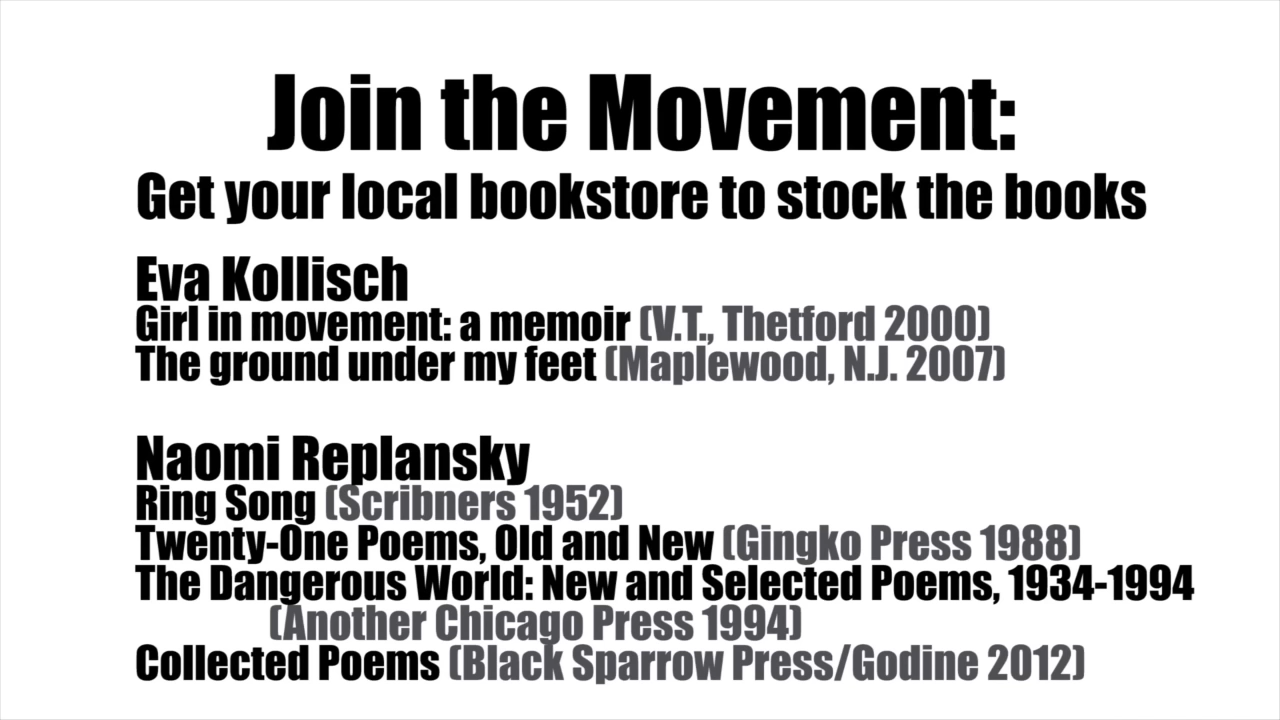 Join the Movement:
Get your local bookstore to stock the books
Eva Kollisch
Girl in movement: a memoir (V.T., Thetford 2000)
The ground under my feet (Maplewood, N.J. 2007)
Naomi Replansky
Ring Song (Scribners 1952)
Twenty-One Poems, Old and New (Gingko Press 1988)
The Dangerous World: New and Selected Poems, 1934-1994
(Another Chicago Press 1994)
Collected Poems (Black Sparrow Press/Godine 2012)